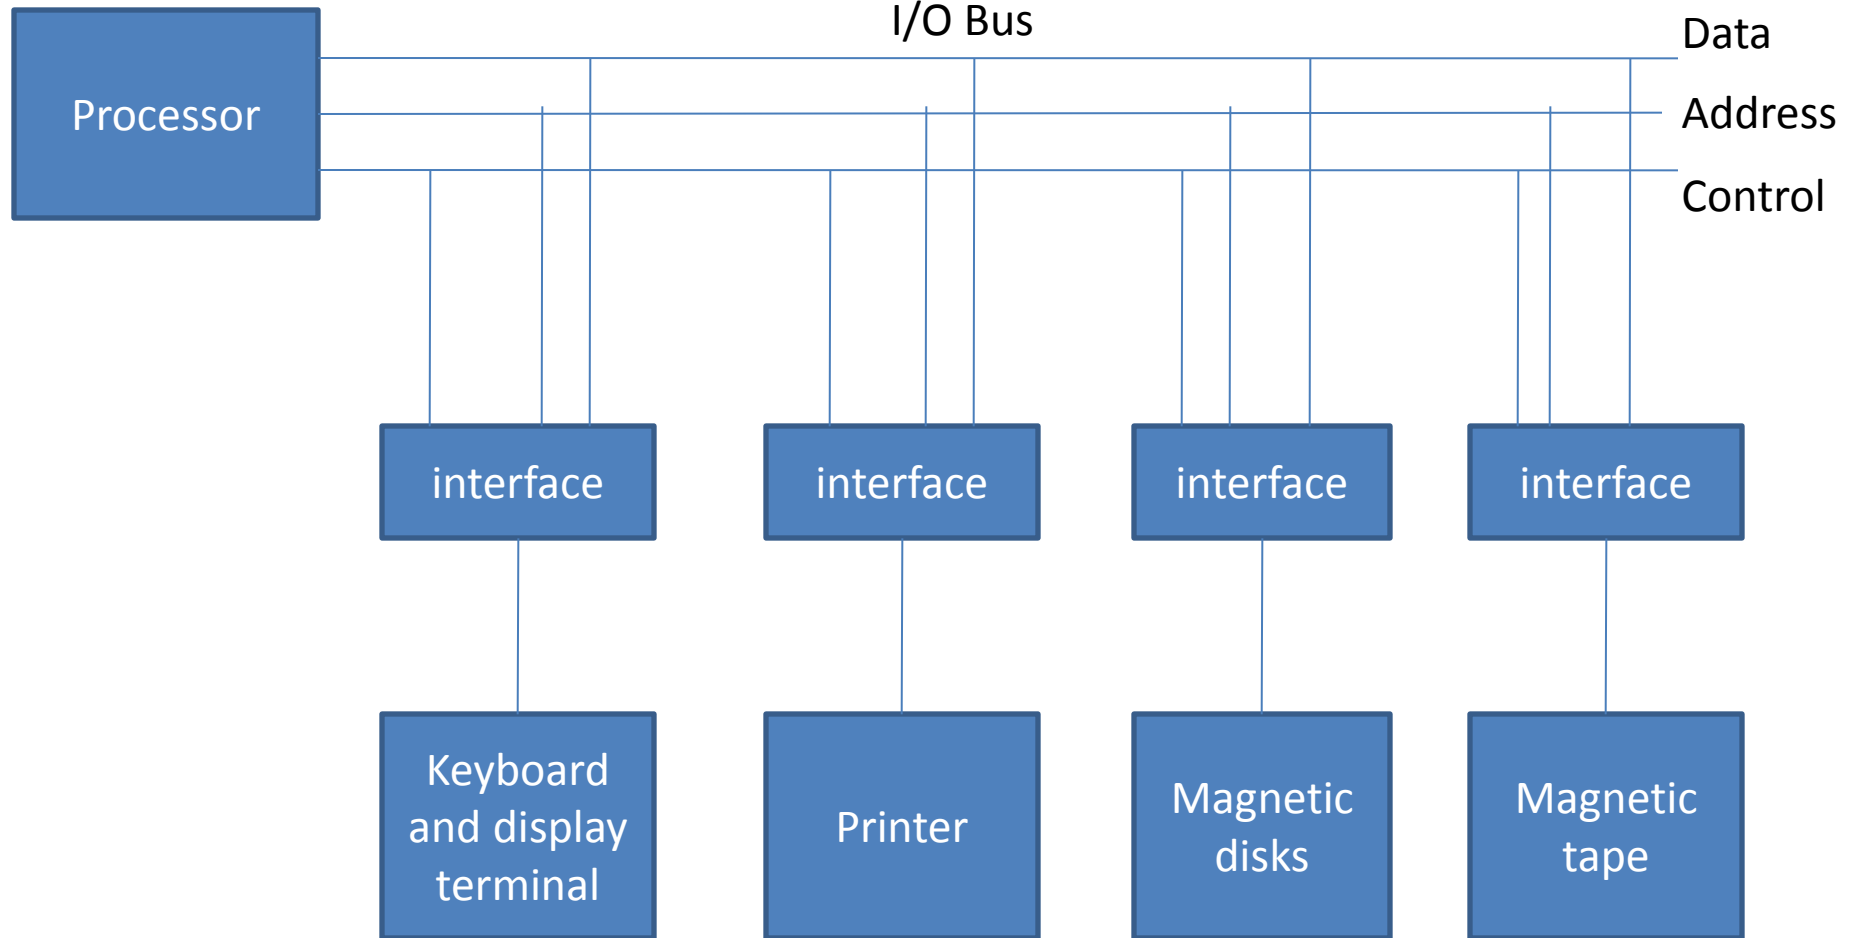 I/O Bus
Data
Processor
Address
Control
interface
interface
interface
interface
Keyboard
and display
terminal
Printer
Magnetic
disks
Magnetic
tape